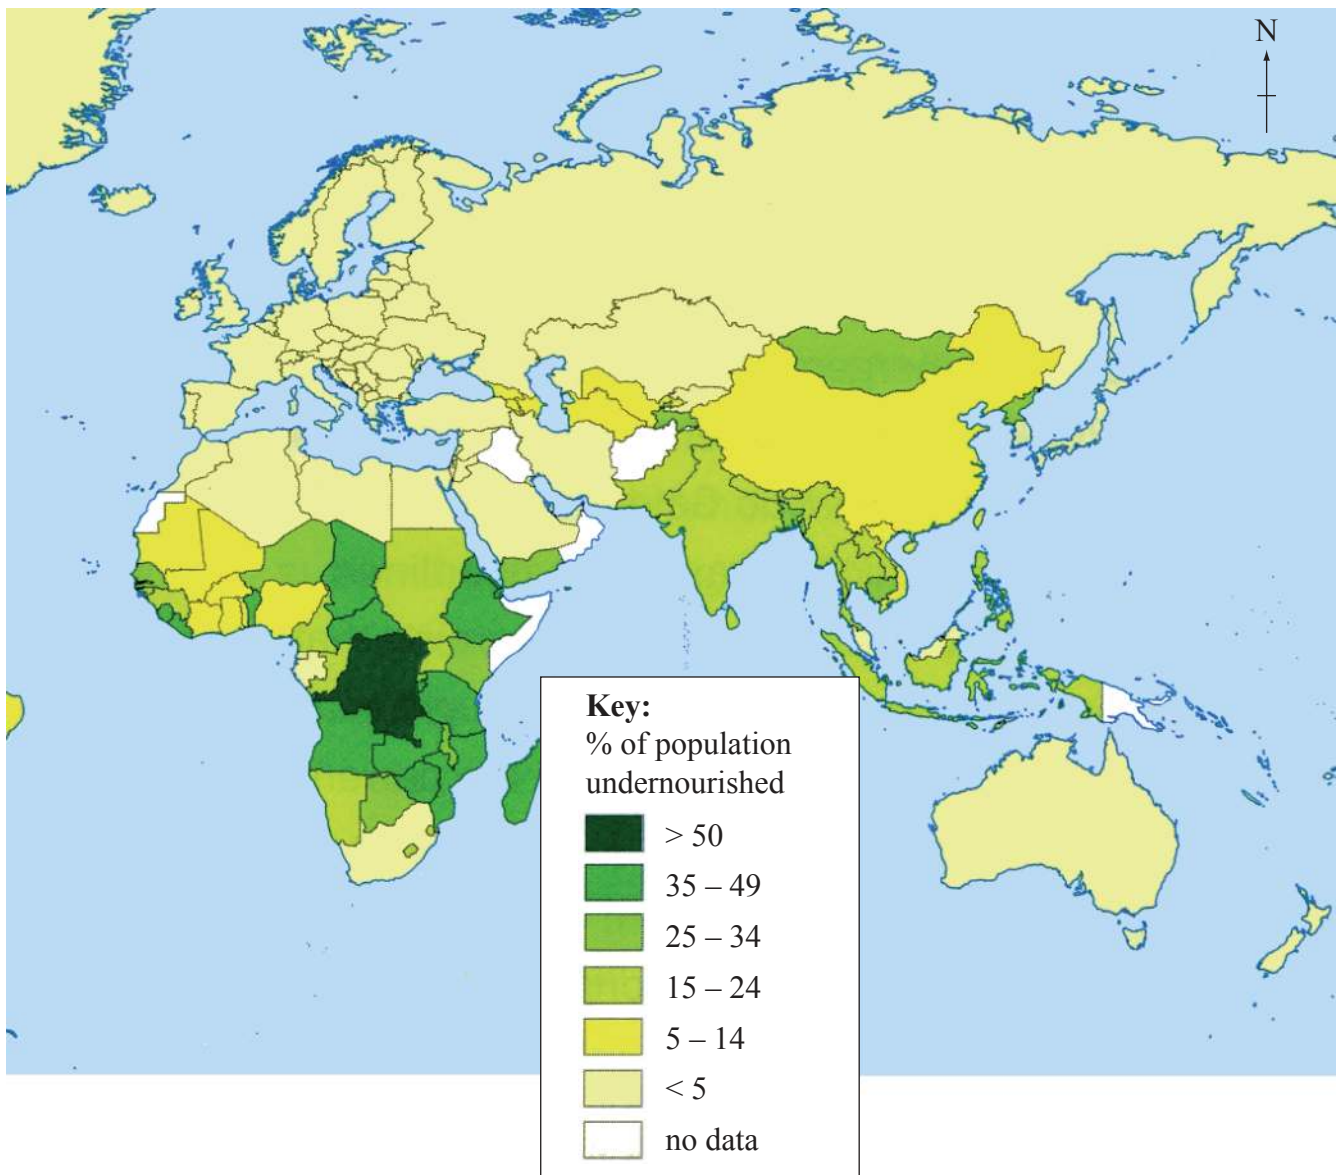 N
Key:
% of population
undernourished
> 50
35 – 49
25 – 34
15 – 24
5 – 14
< 5
no data